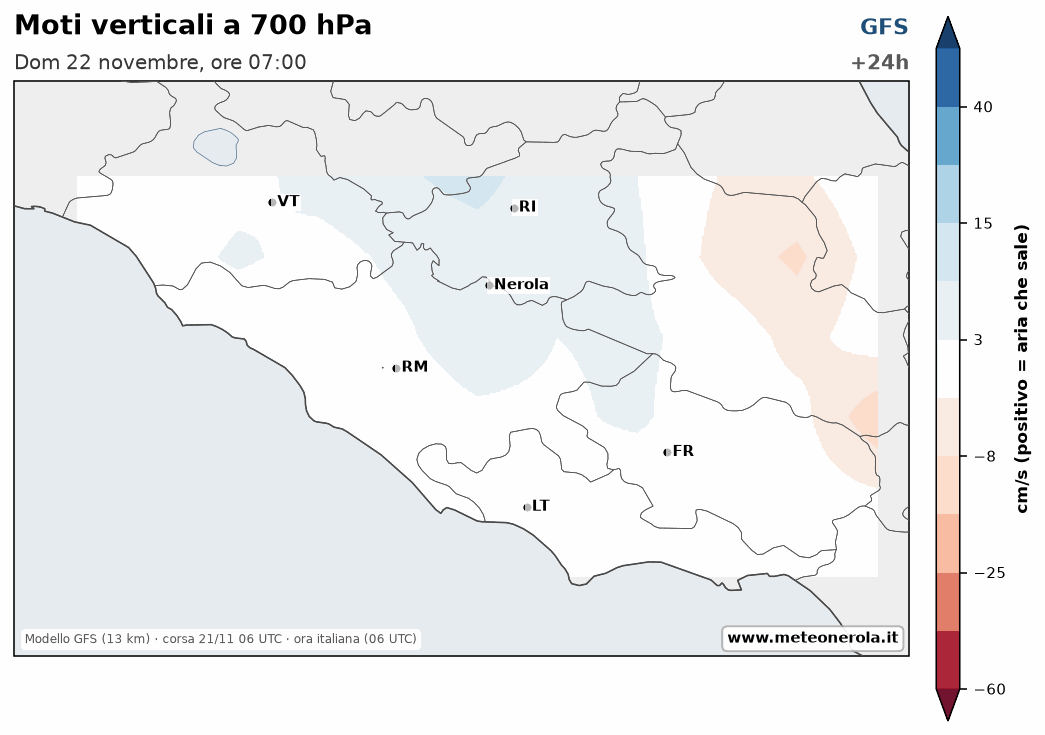 Moti verticali a 700 hPa
GFS
Dom 22 novembre, ore 07:00
+24h
VT
RI
Nerola
RM
FR
LT
40
15
3
−8
−25
−60
cm/s (positivo = aria che sale)
Modello GFS (13 km) · corsa 21/11 06 UTC · ora italiana (06 UTC)
www.meteonerola.it